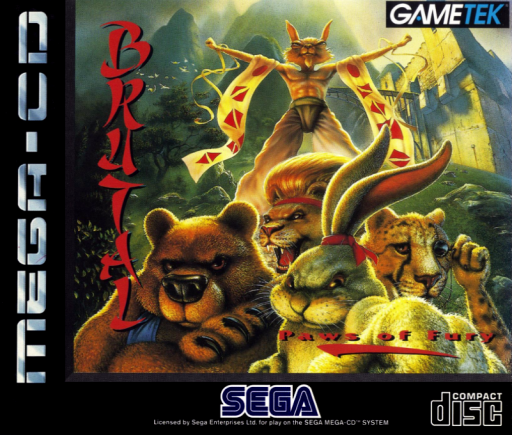 GAMETEK
MEGA-CD
BRUTAL
Paws of Fury
SEGA
COMPACT
disc
Licensed by Sega Enterprises Ltd. for play on the SEGA MEGA-CD™ SYSTEM